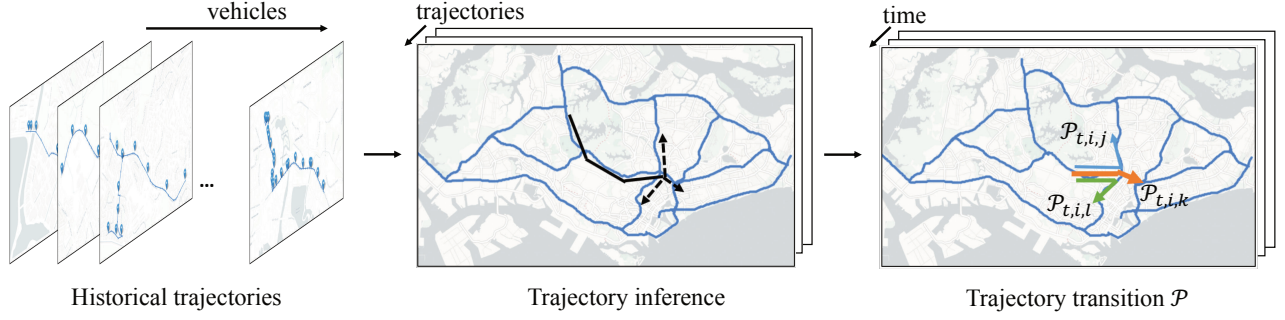 vehicles
trajectories
time
...
𝒫t,i,j
𝒫t,i,l
𝒫t,i,k
Historical trajectories
Trajectory inference
Trajectory transition 𝒫